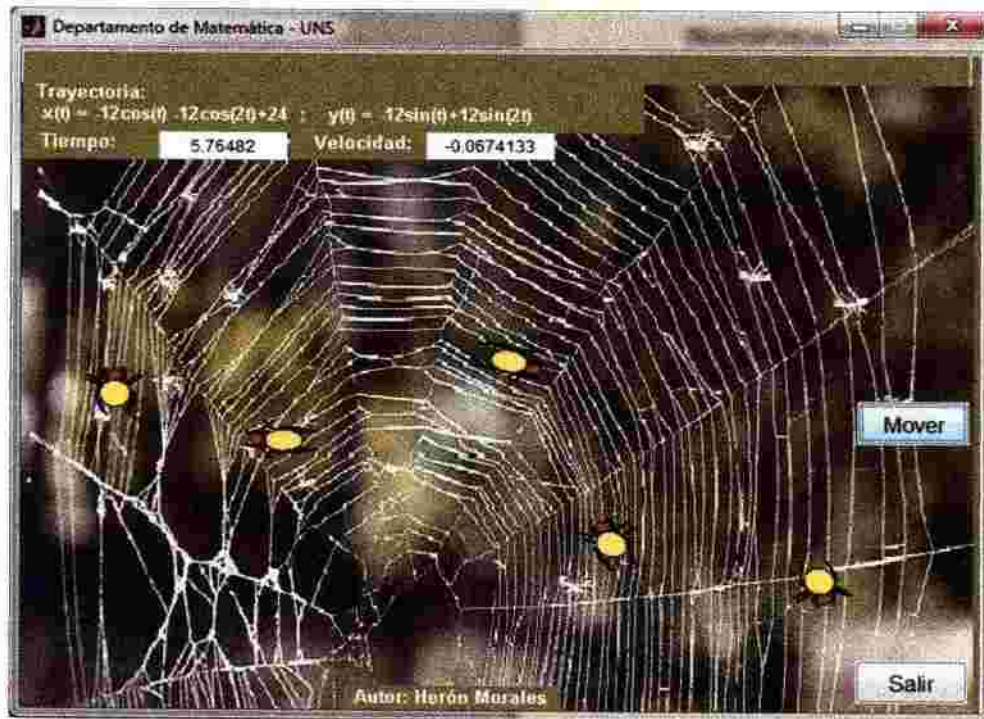 Departamento de Matemática - UNS
Trayectoria:
x(t) = 12cos(t) 12cos(2t)+24 : y(t) = 12sin(t)+12sin(2t)
Tiempo: 5.76482 Velocidad: -0.0674133
Mover
Salir
Autor: Herón Morales